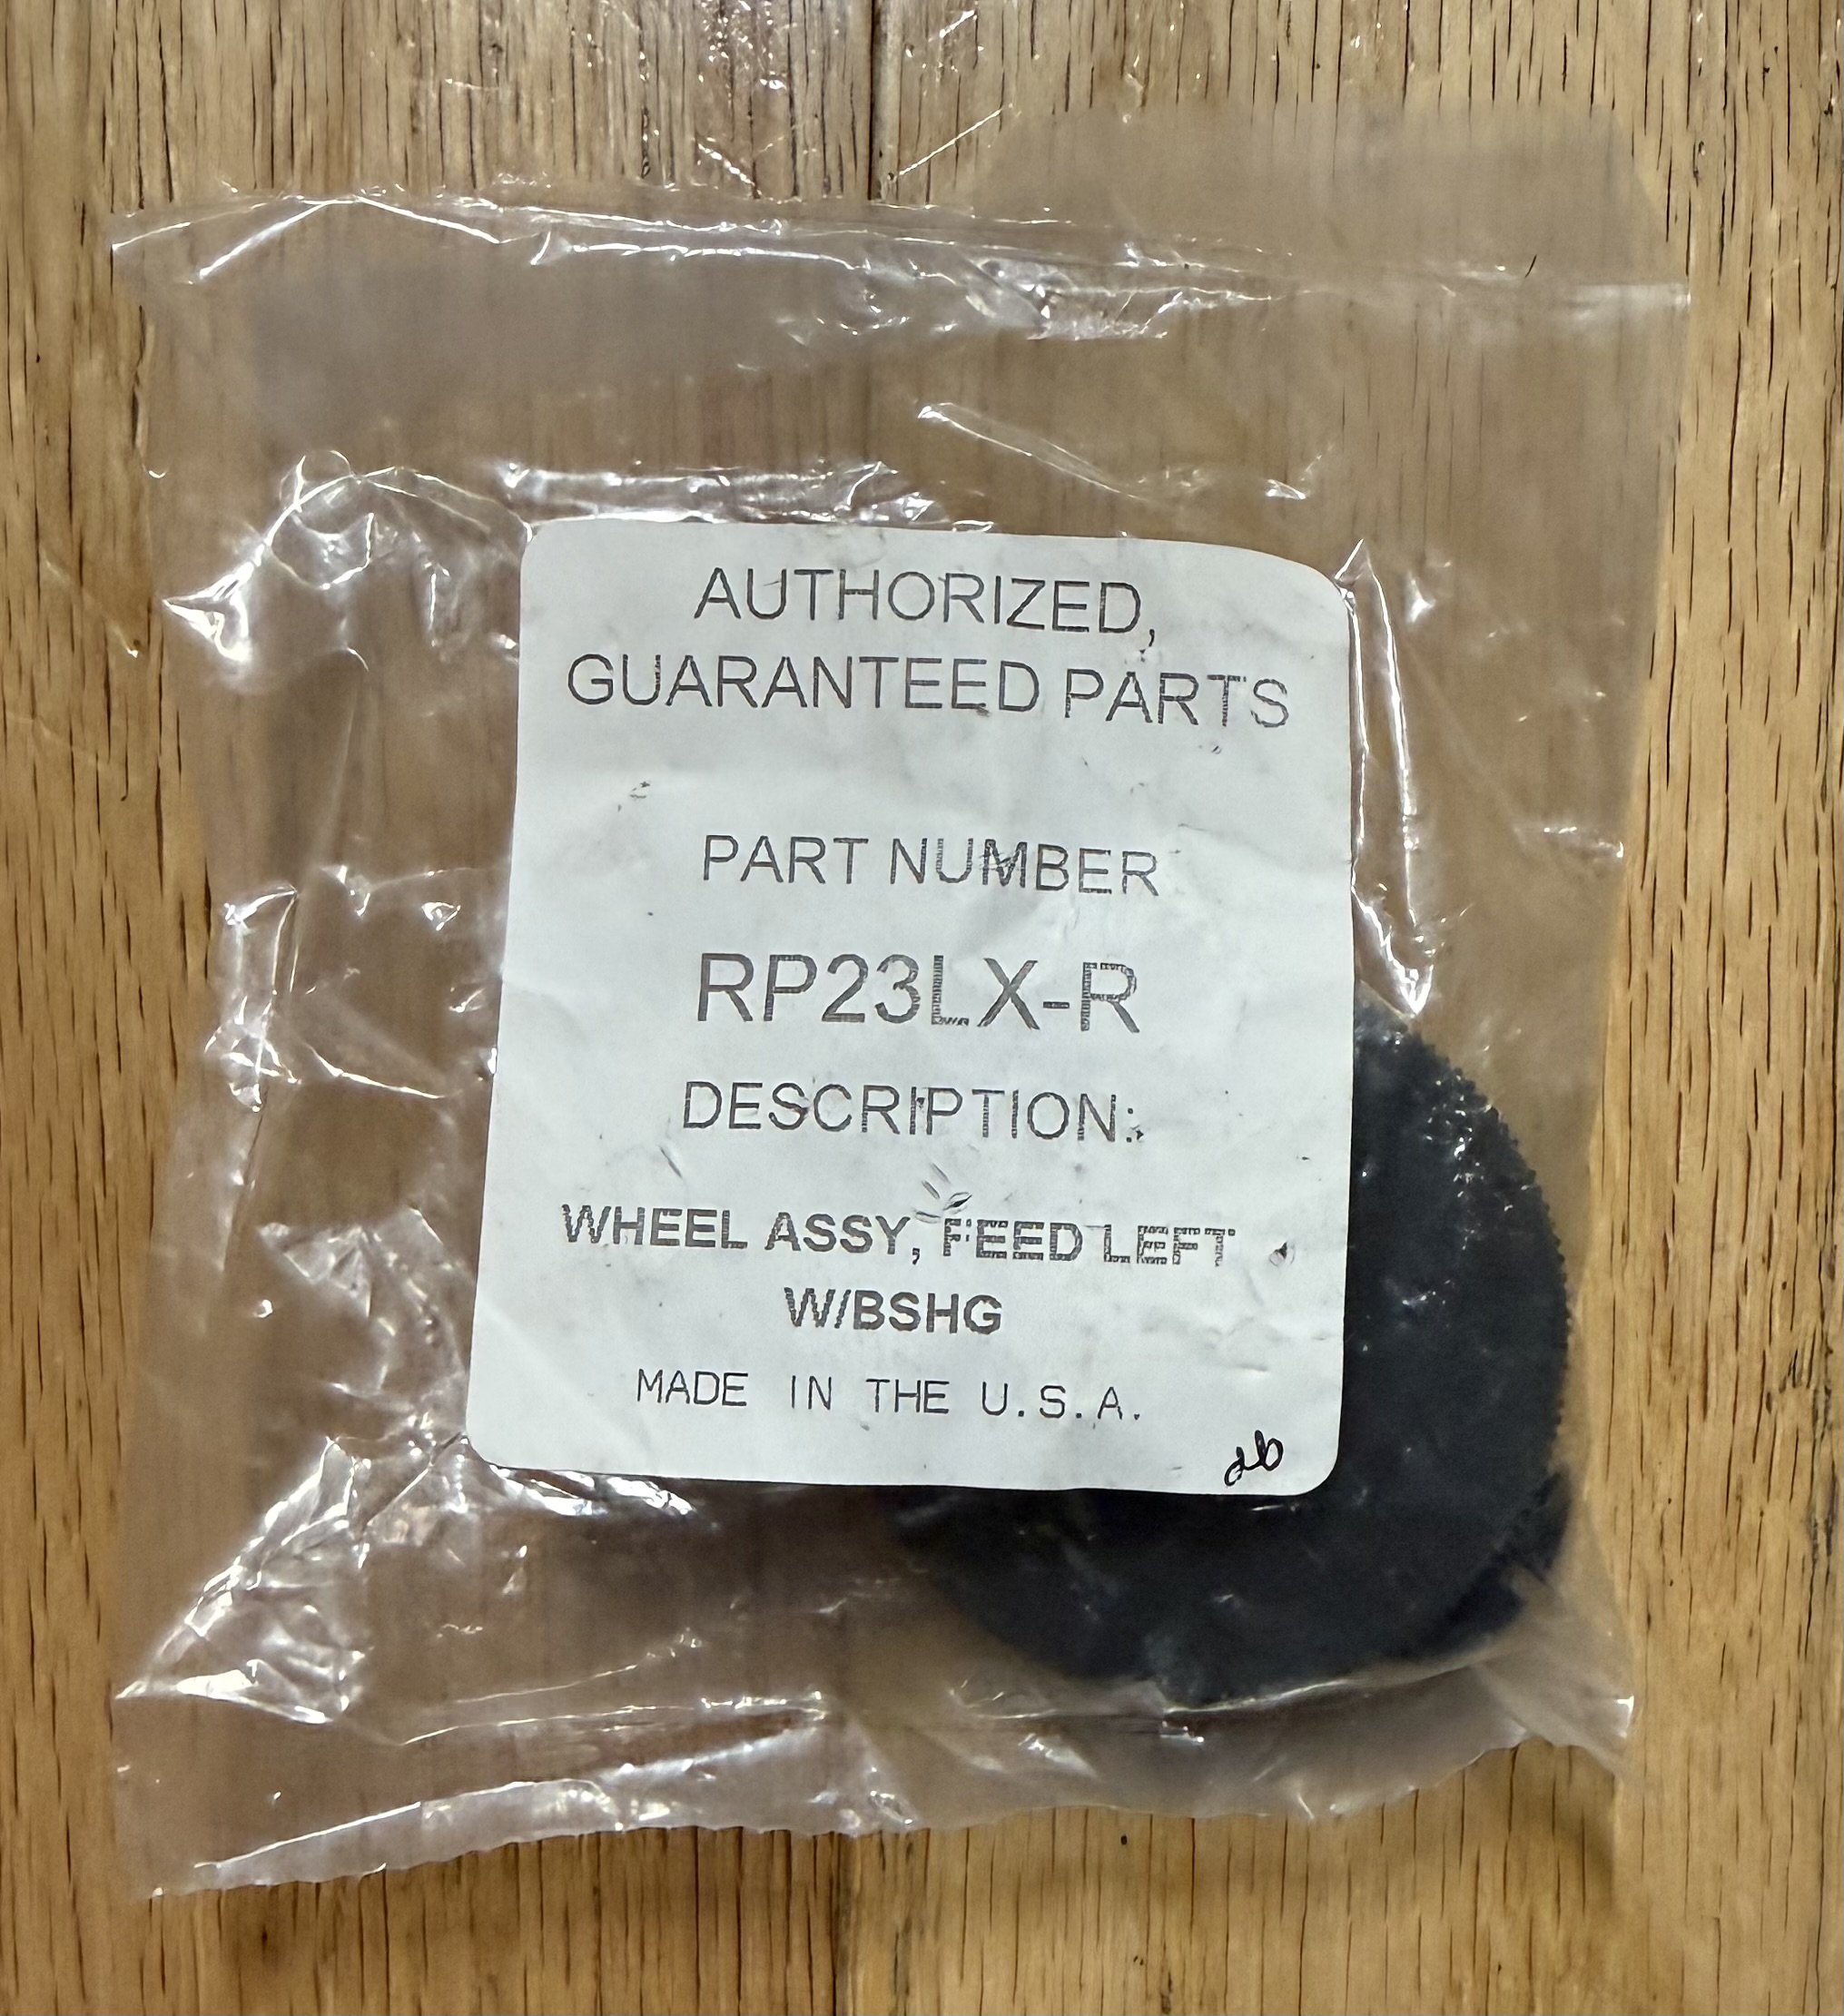 AUTHORIZED,
GUARANTEED PARTS
PART NUMBER
RP23LX-R
DESCRIPTION:
WHEEL ASSY, FEED LEFT
W/BSHG
MADE IN THE U.S.A.